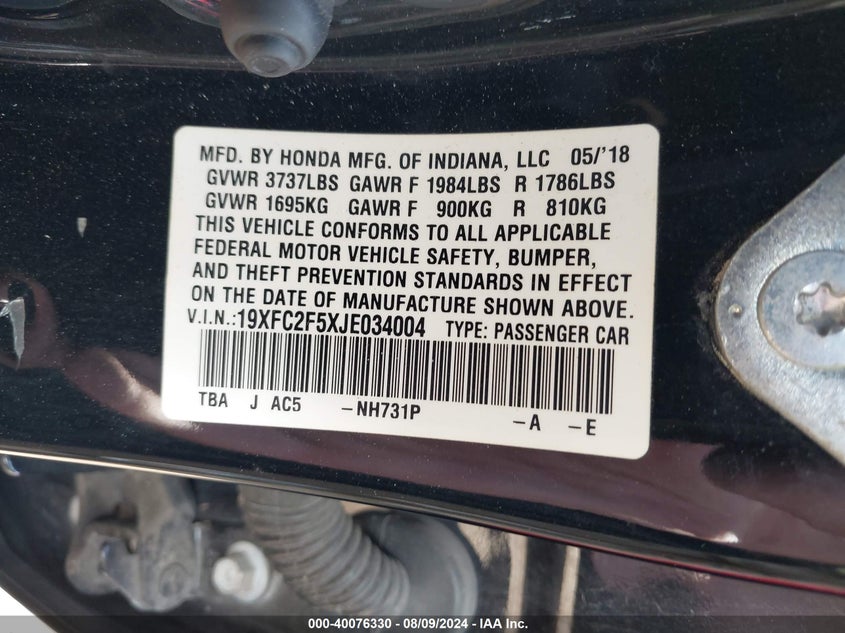 MFD. BY HONDA MFG. OF INDIANA, LLC 05/'18
GVWR 3737LBS GAWR F 1984LBS R 1786LBS
GVWR 1695KG GAWR F 900KG R 810KG
THIS VEHICLE CONFORMS TO ALL APPLICABLE
FEDERAL MOTOR VEHICLE SAFETY, BUMPER,
AND THEFT PREVENTION STANDARDS IN EFFECT
ON THE DATE OF MANUFACTURE SHOWN ABOVE.
V.I.N.:19XFC2F5XJE034004 TYPE: PASSENGER CAR
TBA J AC5 -NH731P -A -E
000-40076330 - 08/09/2024 - IAA Inc.